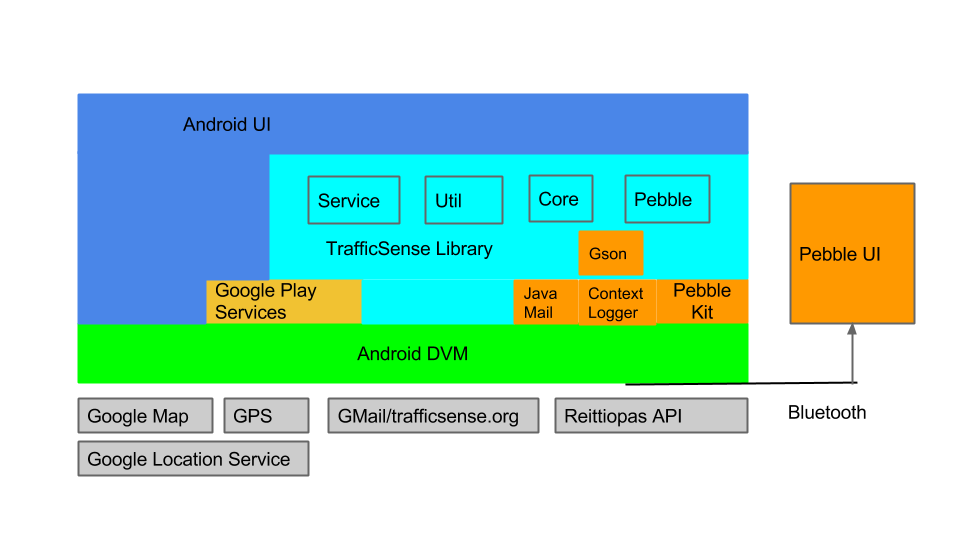 Android UI
Service
Util
Core
Pebble
TrafficSense Library
Gson
Pebble UI
Google Play
Services
Java
Mail
Context
Logger
Pebble
Kit
Android DVM
Google Map
GPS
GMail/trafficsense.org
Reittiopas API
Bluetooth
Google Location Service